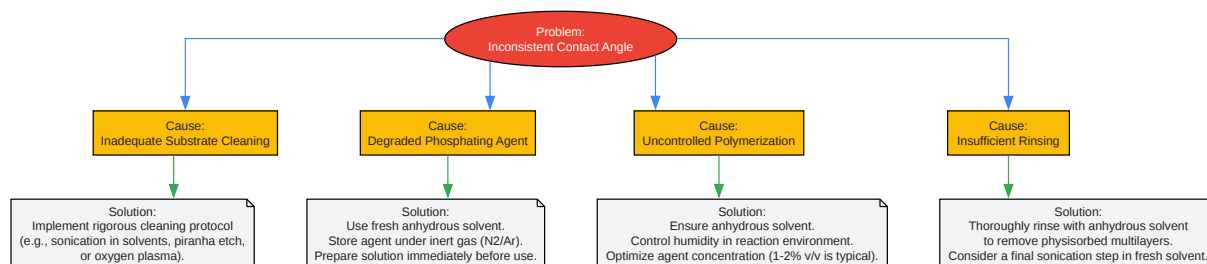 Problem:
Inconsistent Contact Angle
Cause:
Inadequate Substrate Cleaning
Cause:
Degraded Phosphating Agent
Cause:
Uncontrolled Polymerization
Cause:
Insufficient Rinsing
Solution:
Implement rigorous cleaning protocol
(e.g., sonication in solvents, piranha etch,
or oxygen plasma).
Solution:
Use fresh anhydrous solvent.
Store agent under inert gas (N2/Ar).
Prepare solution immediately before use.
Solution:
Ensure anhydrous solvent.
Control humidity in reaction environment.
Optimize agent concentration (1-2% v/v is typical).
Solution:
Thoroughly rinse with anhydrous solvent
to remove physisorbed multilayers.
Consider a final sonication step in fresh solvent.